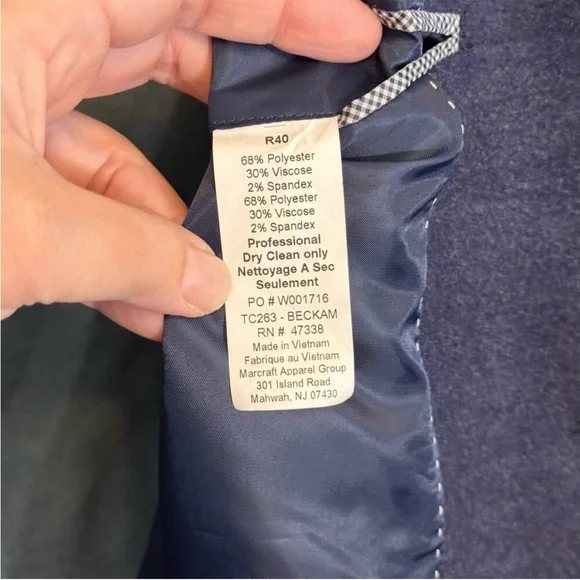 R40
68% Polyester
30% Viscose
2% Spandex
68% Polyester
30% Viscose
2% Spandex
Professional
Dry Clean only
Nettoyage A Sec
Seulement
PO # W001716
TC263 - BECKAM
RN # 47338
Made in Vietnam
Fabrique au Vietnam
Marcraft Apparel Group
301 Island Road
Mahwah, NJ 07430